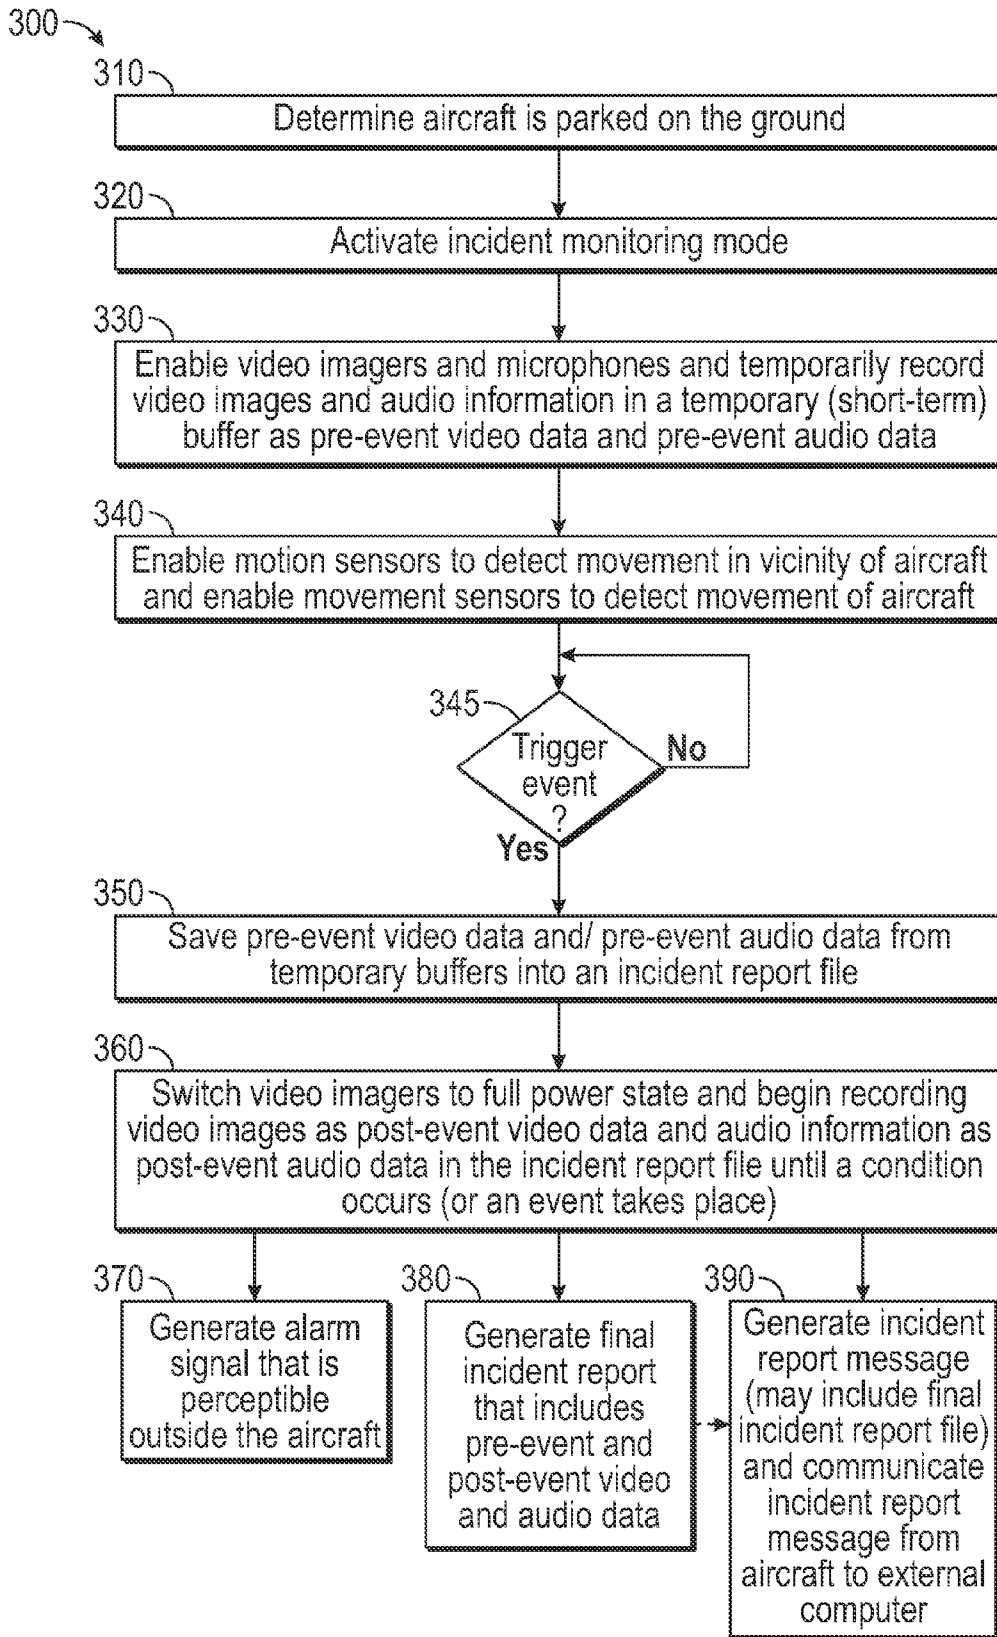 300
310
Determine aircraft is parked on the ground
320
Activate incident monitoring mode
330
Enable video imagers and microphones and temporarily record
video images and audio information in a temporary (short-term)
buffer as pre-event video data and pre-event audio data
340
Enable motion sensors to detect movement in vicinity of aircraft
and enable movement sensors to detect movement of aircraft
345
Trigger
event
?
No
Yes
350
Save pre-event video data and/ pre-event audio data from
temporary buffers into an incident report file
360
Switch video imagers to full power state and begin recording
video images as post-event video data and audio information as
post-event audio data in the incident report file until a condition
occurs (or an event takes place)
370
Generate alarm
signal that is
perceptible
outside the aircraft
380
Generate final
incident report
that includes
pre-event and
post-event video
and audio data
390
Generate incident
report message
(may include final
incident report file)
and communicate
incident report
message from
aircraft to external
computer